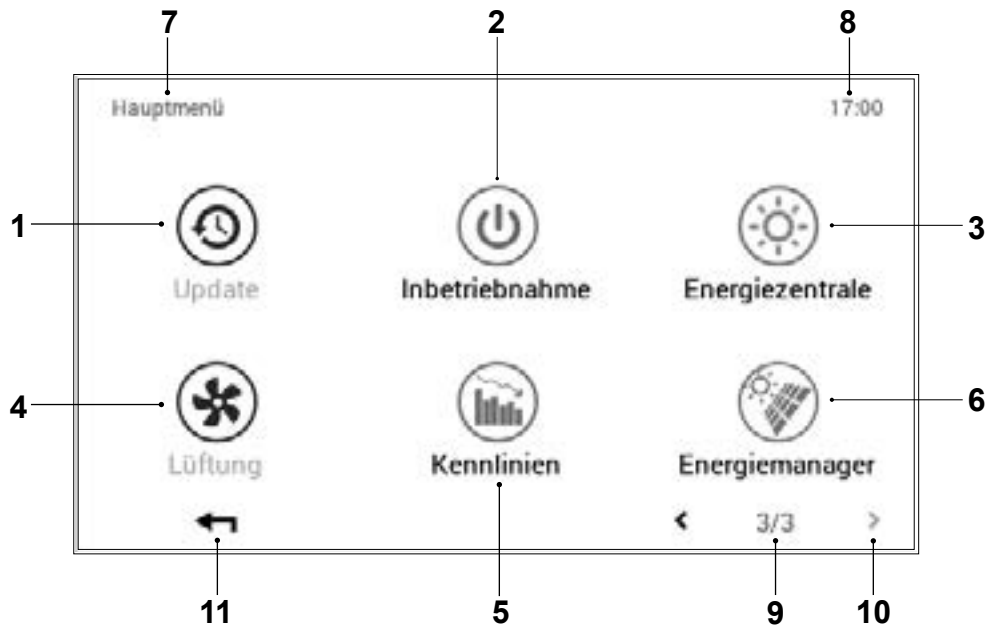 7 2 8
Hauptmenü 17:00
1 3
Update Inbetriebnahme Energiezentrale
4 6
Lüftung Kennlinien Energiemanager
< 3/3 >
11 5 9 10